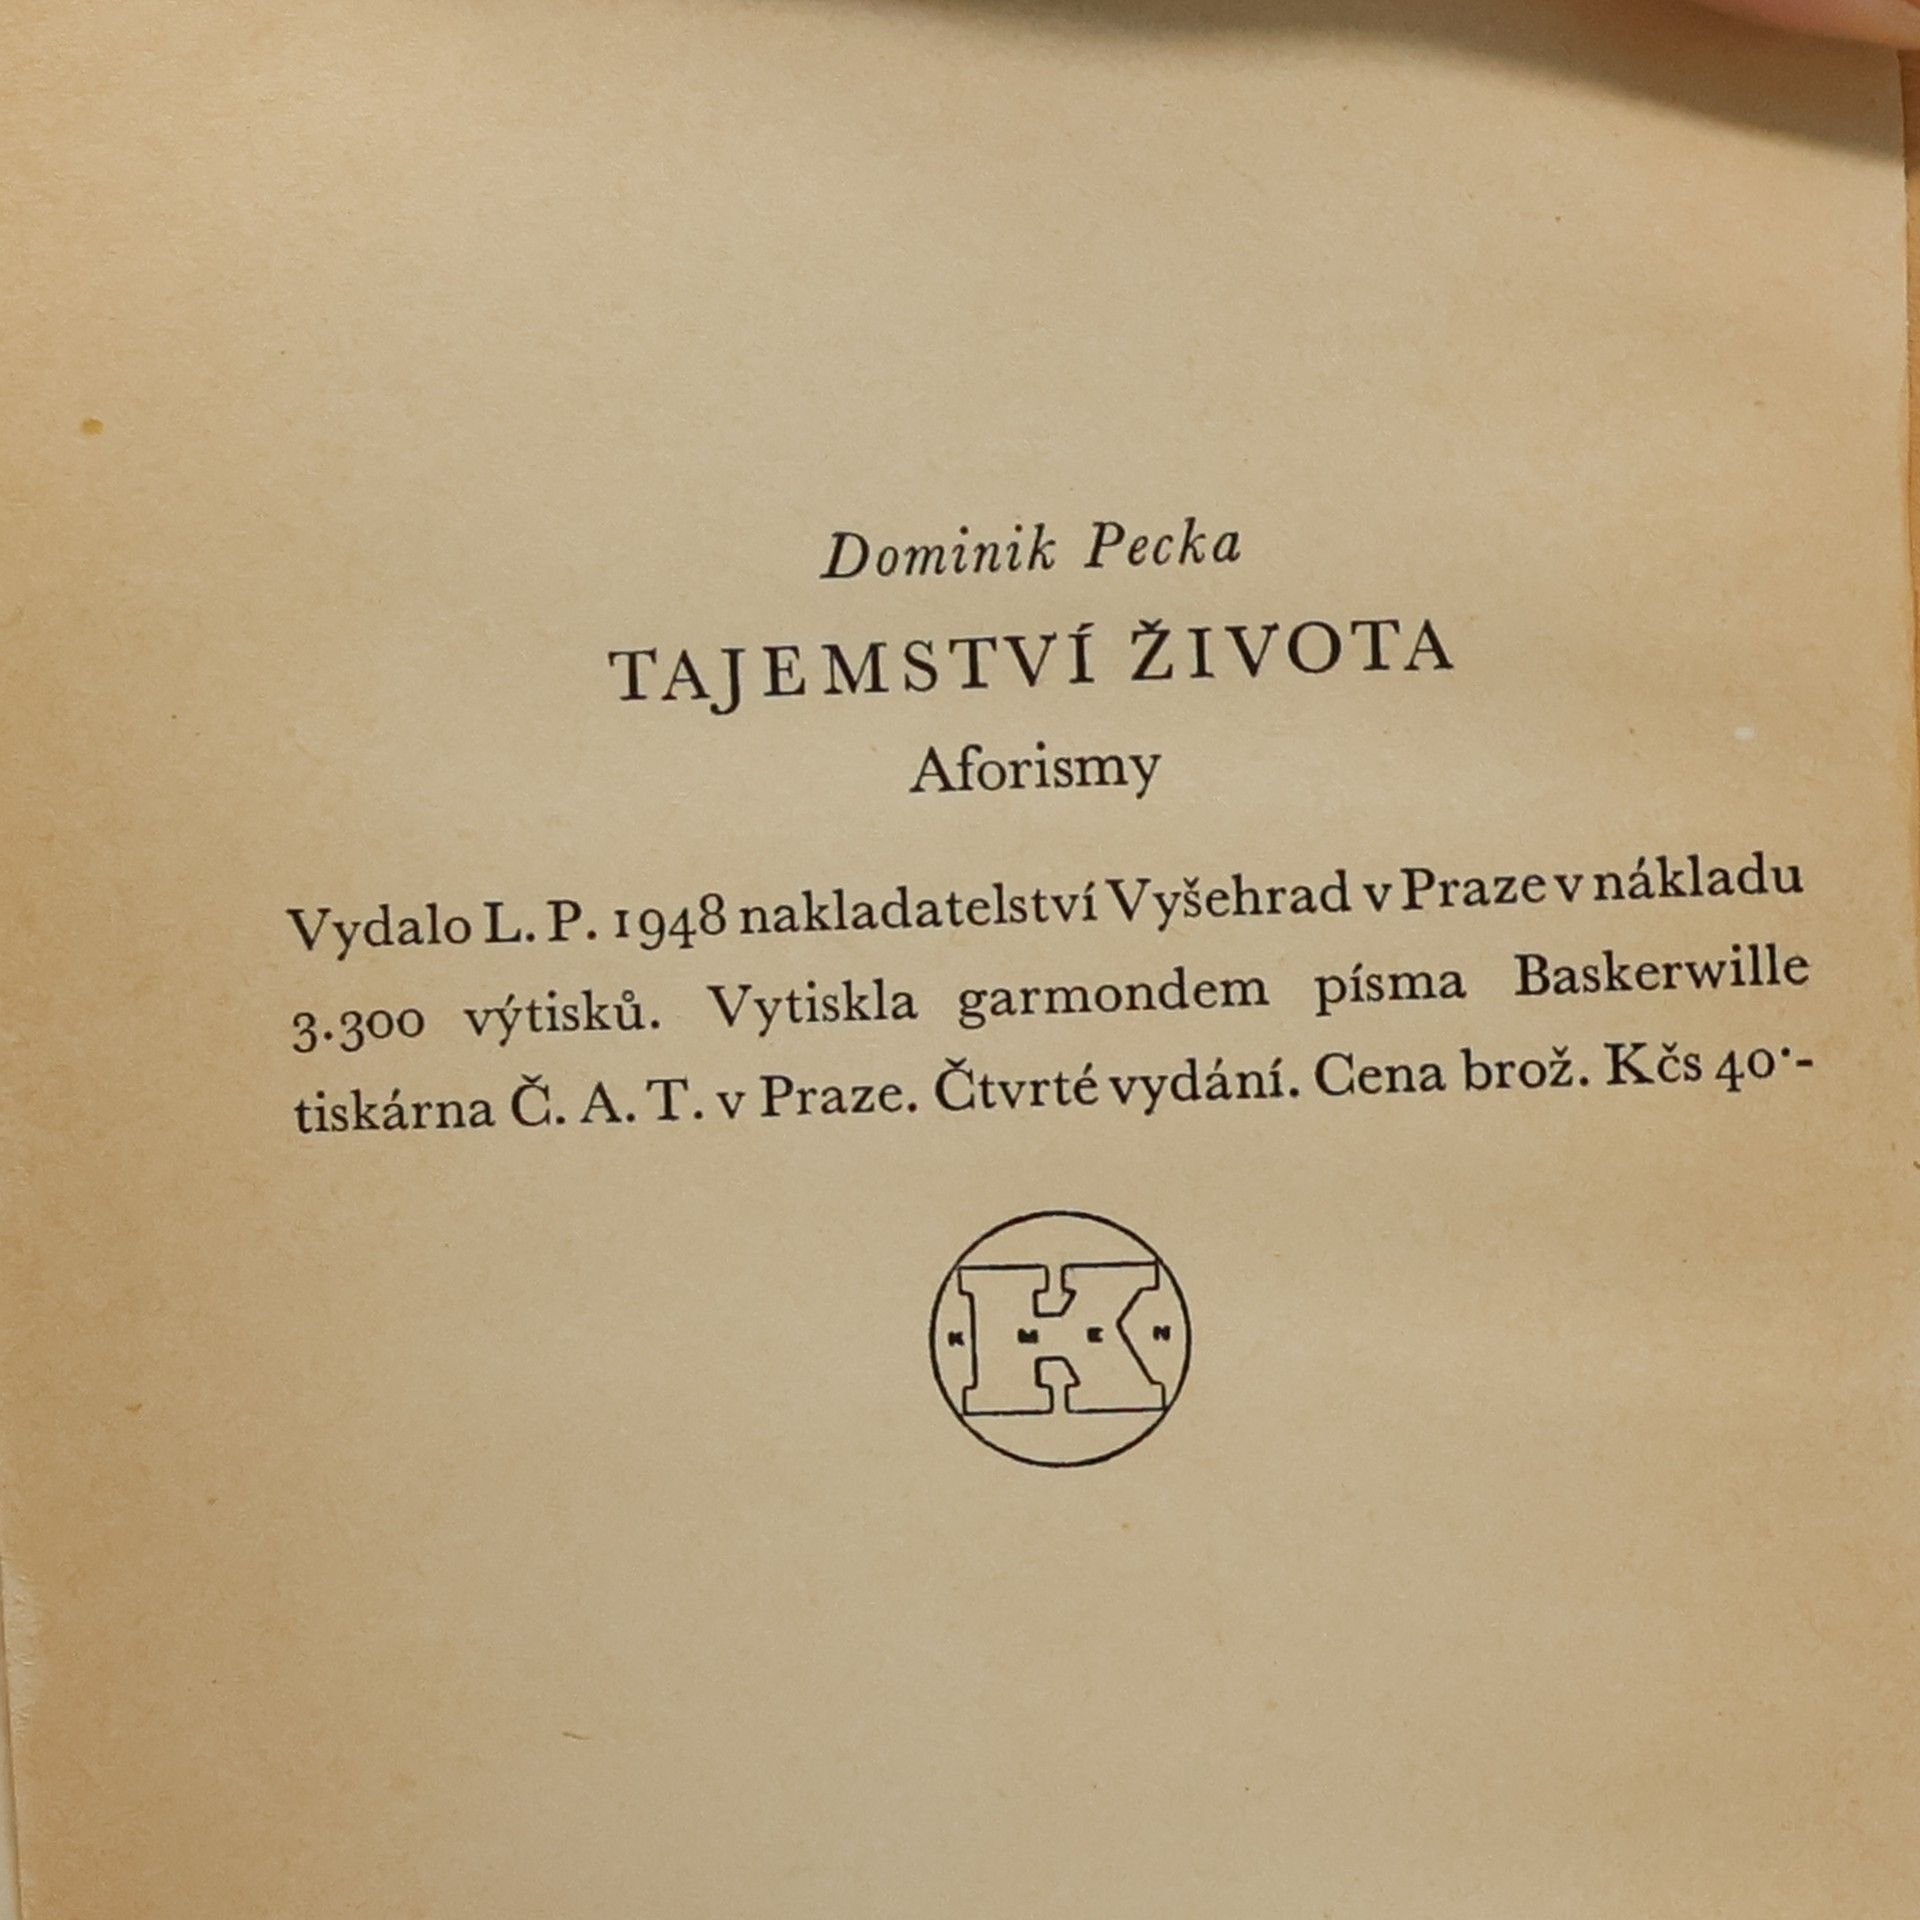 Dominik Pecka
TAJEMSTVÍ ŽIVOTA
Aforismy
Vydalo L. P. 1948 nakladatelství Vyšehrad v Praze v nákladu
3.300 výtisků. Vytiskla garmondem písma Baskerwille
tiskárna Č. A. T. v Praze. Čtvrté vydání. Cena brož. Kčs 40·-
K M E N